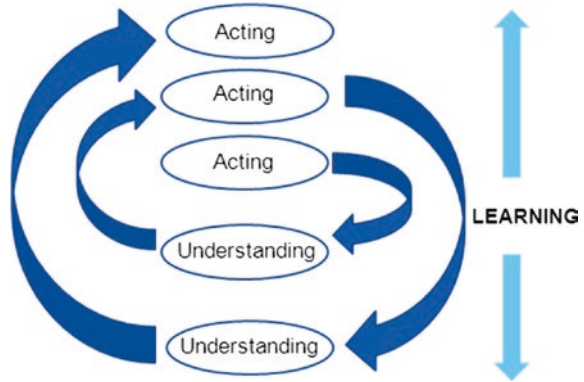 Acting
Acting
Acting
LEARNING
Understanding
Understanding